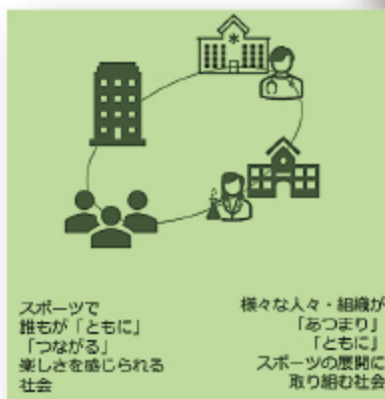 スポーツで
誰もが「ともに」
「つながる」
楽しさを感じられる
社会
様々な人々・組織が
「あつまり」
「ともに」
スポーツの展開に
取り組む社会